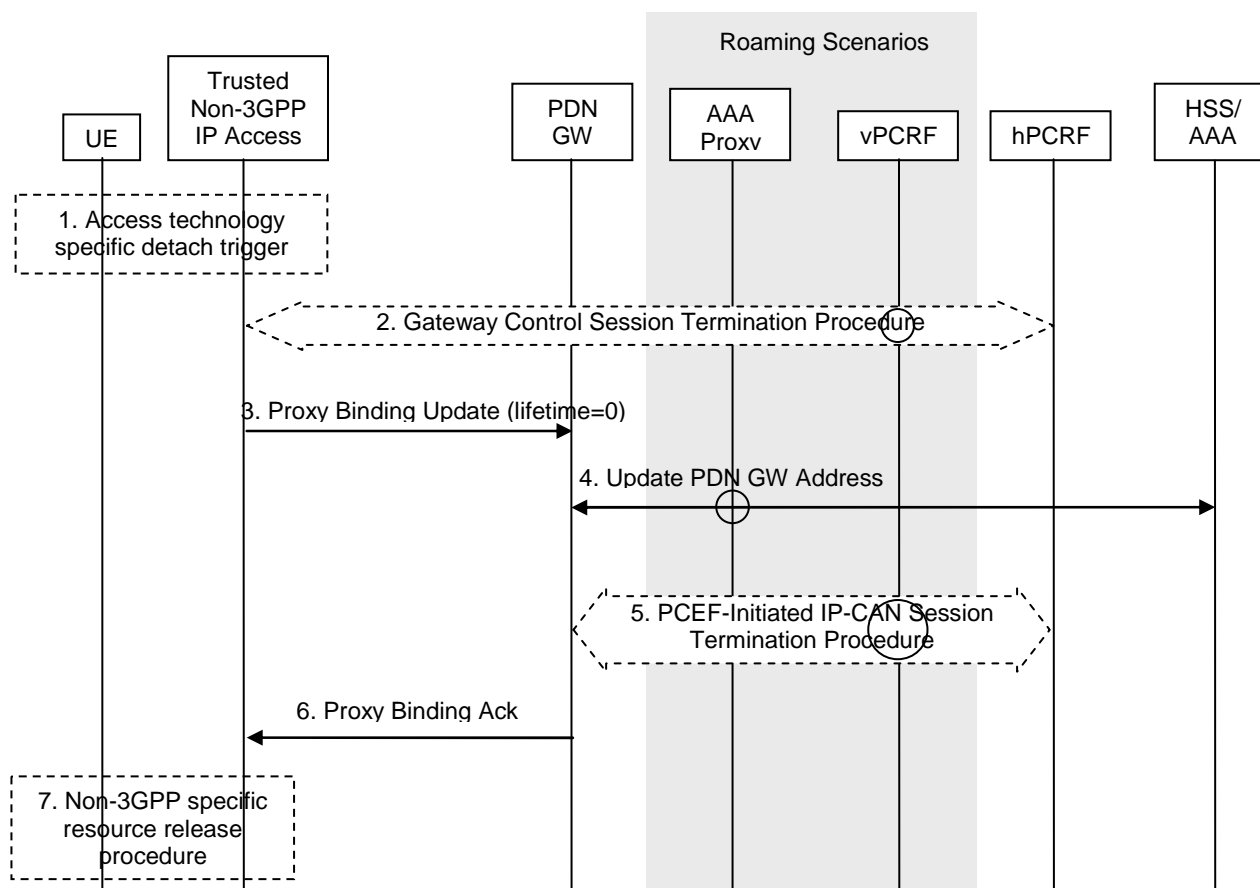 Roaming Scenarios
UE
Trusted
Non-3GPP
IP Access
PDN
GW
AAA
Proxv
vPCRF
hPCRF
HSS/
AAA
1. Access technology
specific detach trigger
2. Gateway Control Session Termination Procedure
3. Proxy Binding Update (lifetime=0)
4. Update PDN GW Address
5. PCEF-Initiated IP-CAN Session
Termination Procedure
6. Proxy Binding Ack
7. Non-3GPP specific
resource release
procedure